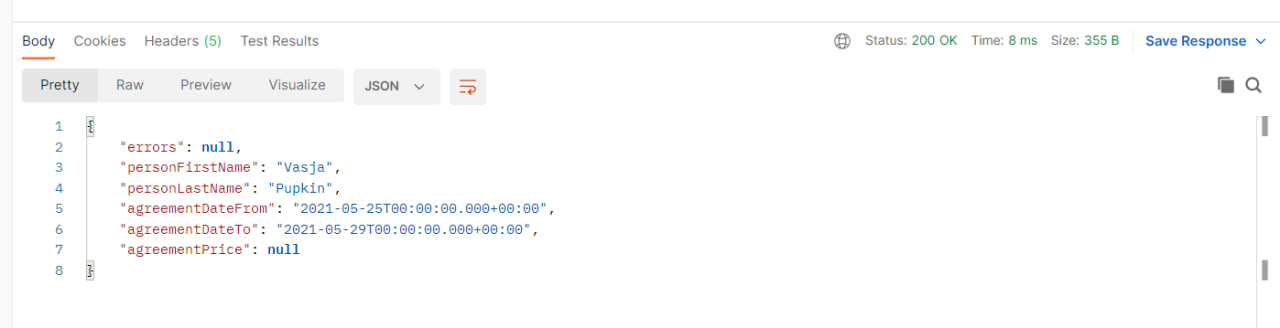 Body Cookies Headers (5) Test Results Status: 200 OK Time: 8 ms Size: 355 B Save Response
Pretty Raw Preview Visualize JSON
1 {
2 "errors": null,
3 "personFirstName": "Vasja",
4 "personLastName": "Pupkin",
5 "agreementDateFrom": "2021-05-25T00:00:00.000+00:00",
6 "agreementDateTo": "2021-05-29T00:00:00.000+00:00",
7 "agreementPrice": null
8 }